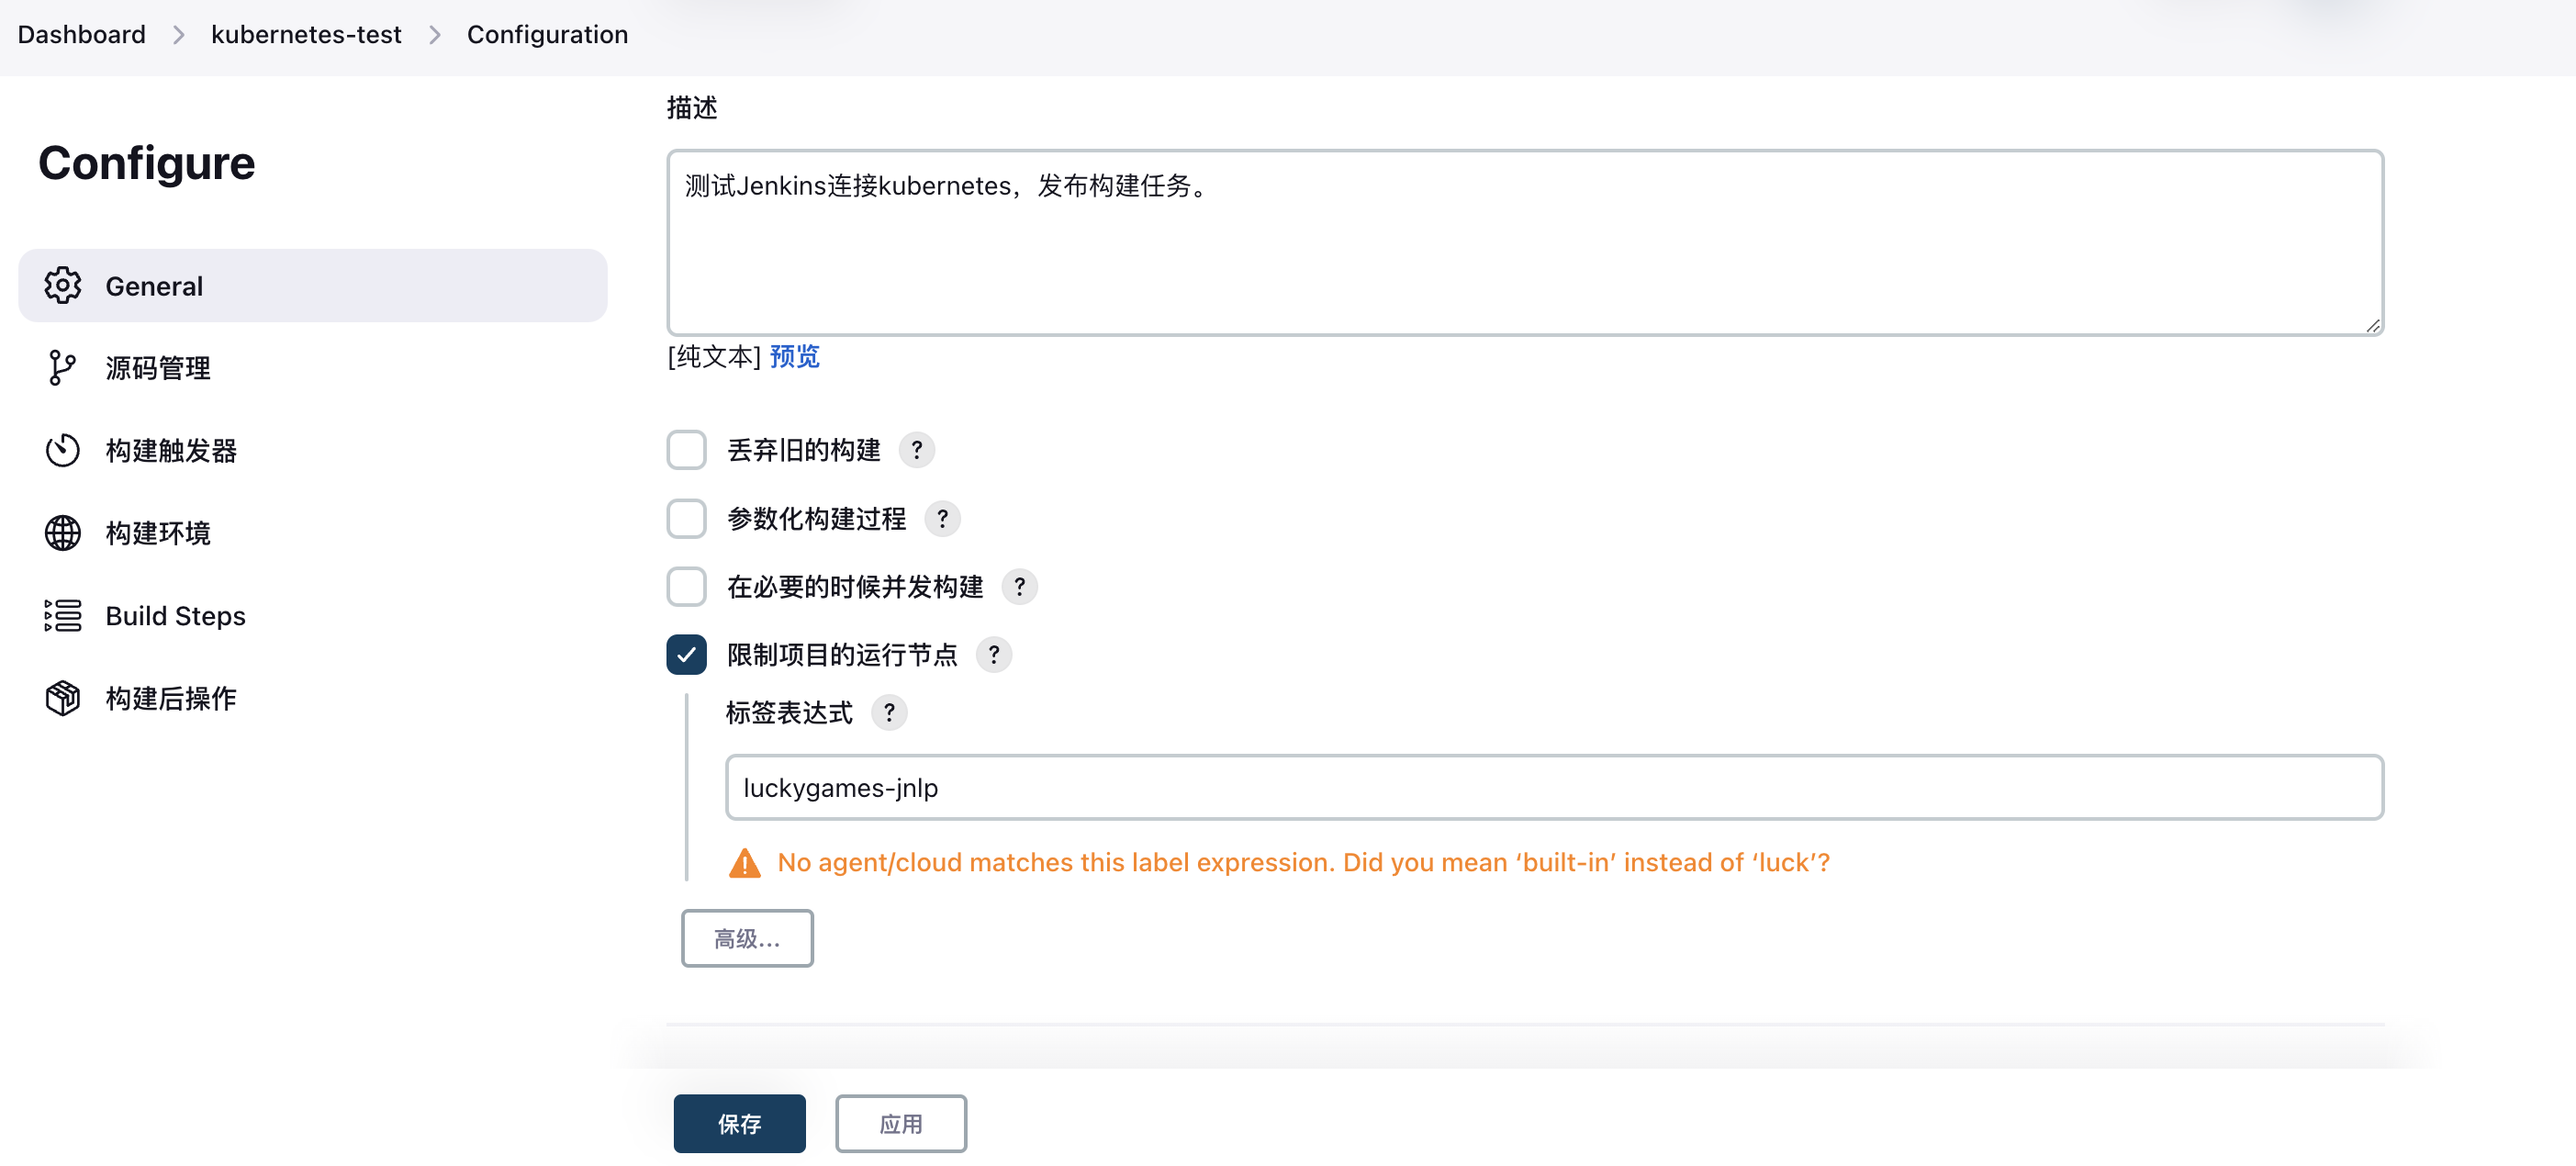 Dashboard > kubernetes-test > Configuration
Configure
General
源码管理
构建触发器
构建环境
Build Steps
构建后操作
描述
测试Jenkins连接kubernetes，发布构建任务。
[纯文本] 预览
丢弃旧的构建 ?
参数化构建过程 ?
在必要的时候并发构建 ?
限制项目的运行节点 ?
标签表达式 ?
luckygames-jnlp
No agent/cloud matches this label expression. Did you mean ‘built-in’ instead of ‘luck’?
高级...
保存 应用